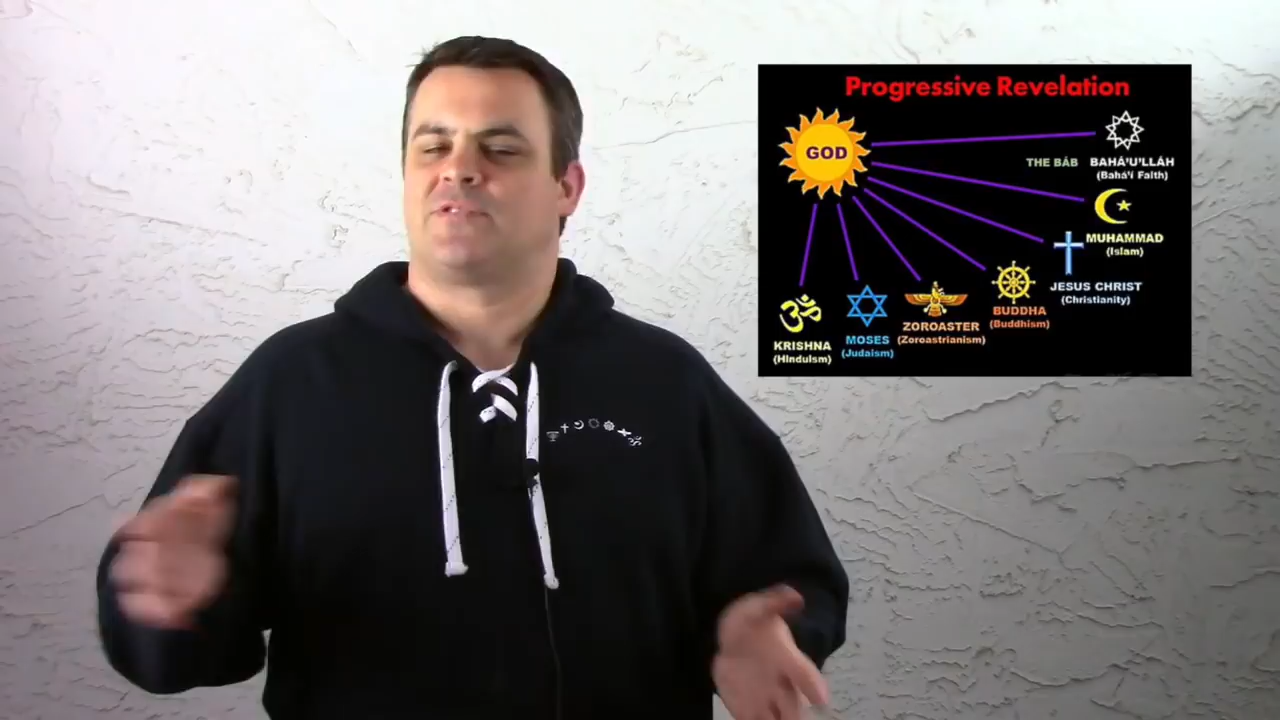 Progressive Revelation
GOD
THE BÁB
BAHÁ'U'LLÁH
(Bahá'í Faith)
MUHAMMAD
(Islam)
JESUS CHRIST
(Christianity)
BUDDHA
(Buddhism)
ZOROASTER
(Zoroastrianism)
MOSES
(Judaism)
KRISHNA
(Hinduism)
ॐ